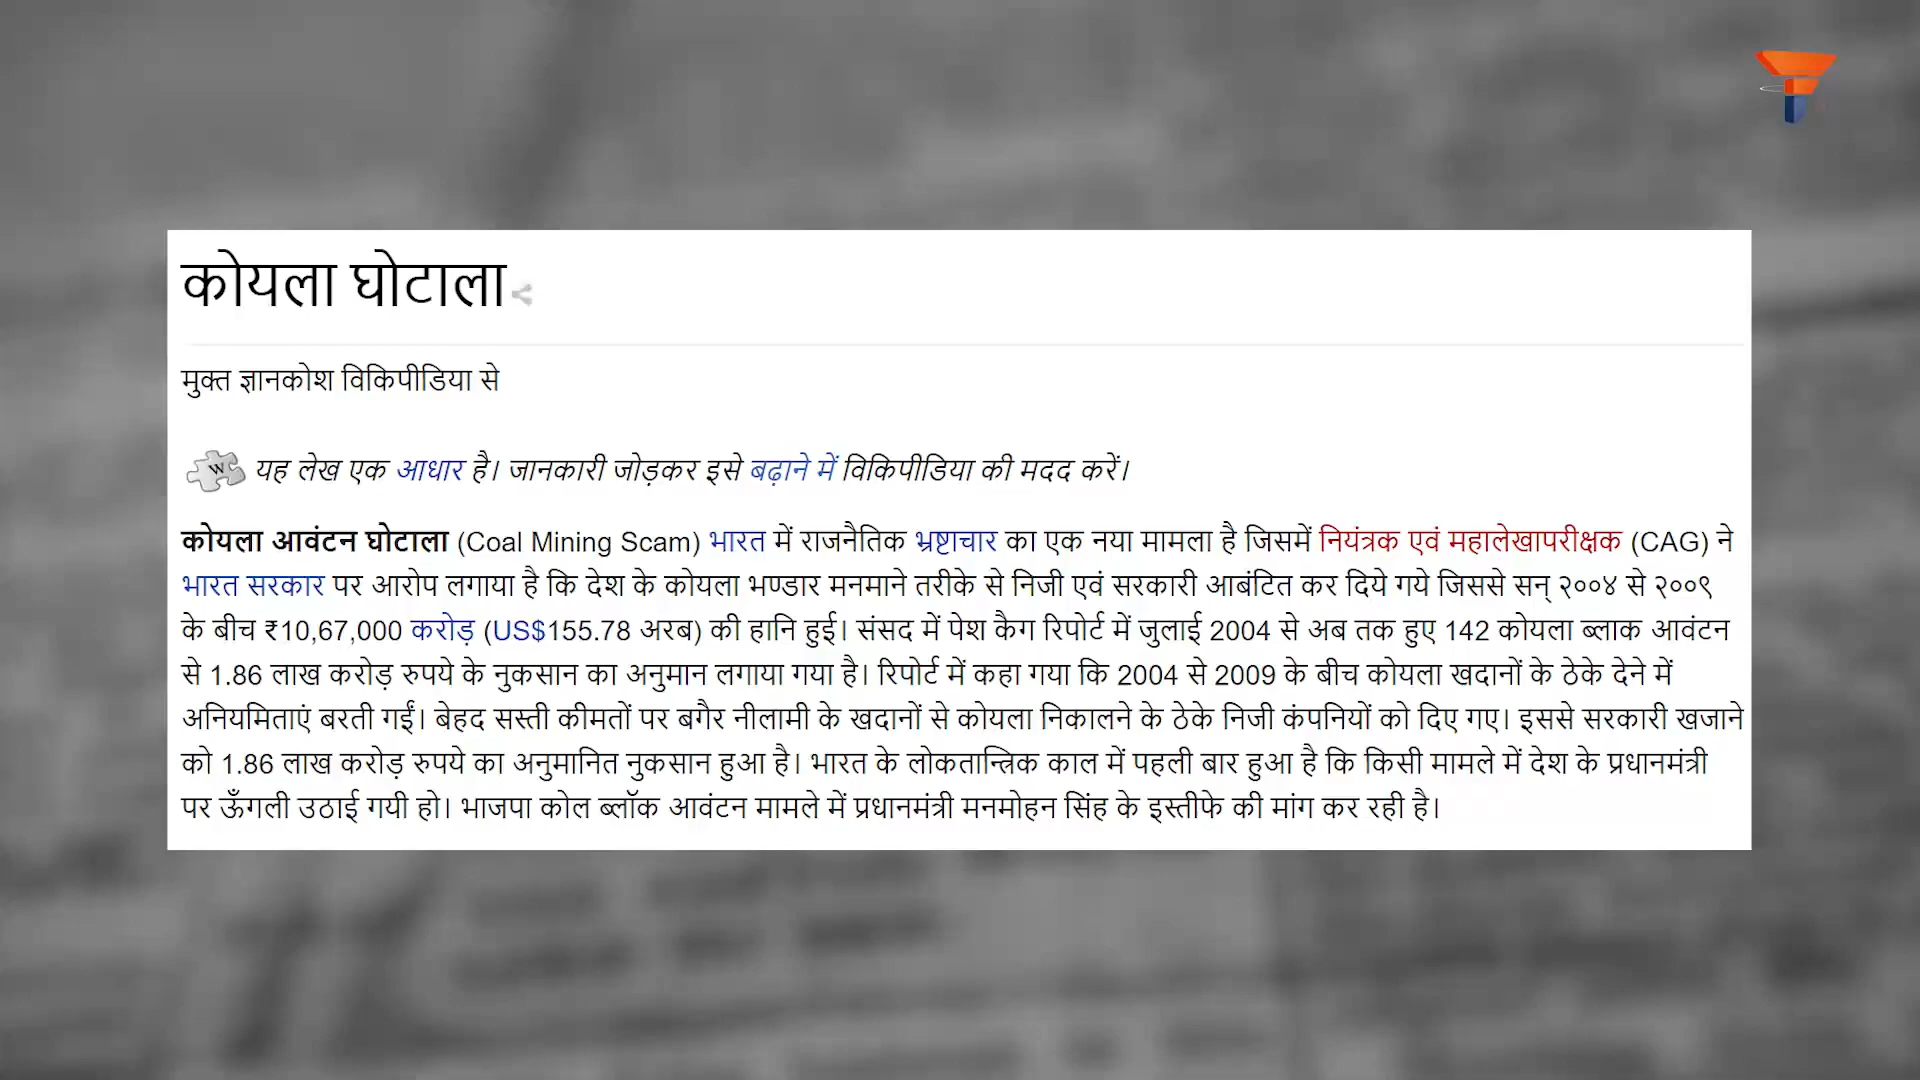 कोयला घोटाला
मुक्त ज्ञानकोश विकिपीडिया से
W यह लेख एक आधार है। जानकारी जोड़कर इसे बढ़ाने में विकिपीडिया की मदद करें।
कोयला आवंटन घोटाला (Coal Mining Scam) भारत में राजनैतिक भ्रष्टाचार का एक नया मामला है जिसमें नियंत्रक एवं महालेखापरीक्षक (CAG) ने
भारत सरकार पर आरोप लगाया है कि देश के कोयला भण्डार मनमाने तरीके से निजी एवं सरकारी आबंटित कर दिये गये जिससे सन् २००४ से २००९
के बीच ₹10,67,000 करोड़ (US$155.78 अरब) की हानि हुई। संसद में पेश कैग रिपोर्ट में जुलाई 2004 से अब तक हुए 142 कोयला ब्लाक आवंटन
से 1.86 लाख करोड़ रुपये के नुकसान का अनुमान लगाया गया है। रिपोर्ट में कहा गया कि 2004 से 2009 के बीच कोयला खदानों के ठेके देने में
अनियमिताएं बरती गईं। बेहद सस्ती कीमतों पर बगैर नीलामी के खदानों से कोयला निकालने के ठेके निजी कंपनियों को दिए गए। इससे सरकारी खजाने
को 1.86 लाख करोड़ रुपये का अनुमानित नुकसान हुआ है। भारत के लोकतान्त्रिक काल में पहली बार हुआ है कि किसी मामले में देश के प्रधानमंत्री
पर ऊँगली उठाई गयी हो। भाजपा कोल ब्लॉक आवंटन मामले में प्रधानमंत्री मनमोहन सिंह के इस्तीफे की मांग कर रही है।